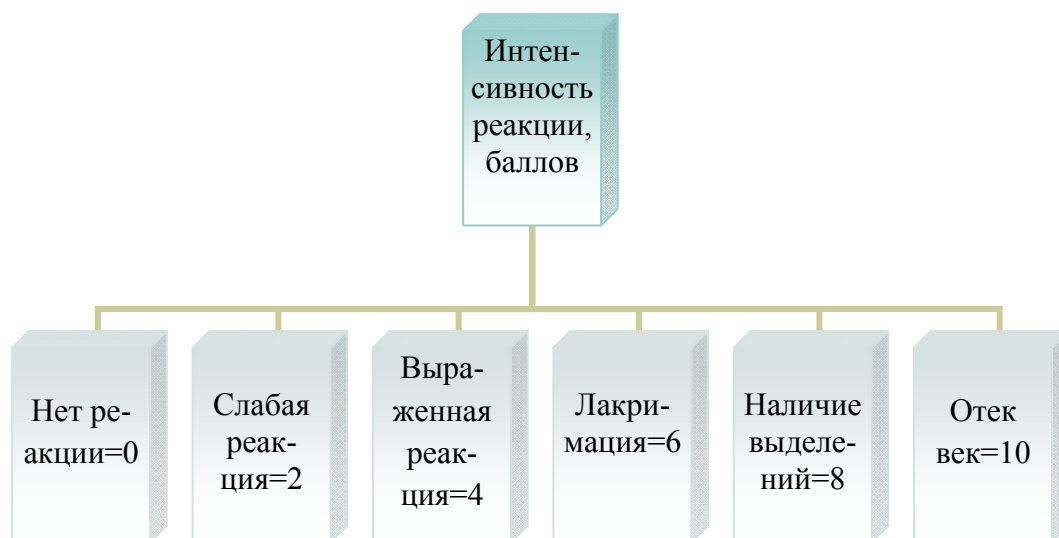 Интен-
сивность
реакции,
баллов
Нет ре-
акции=0
Слабая
реак-
ция=2
Выра-
женная
реак-
ция=4
Лакри-
мация=6
Наличие
выделе-
ний=8
Отек
век=10